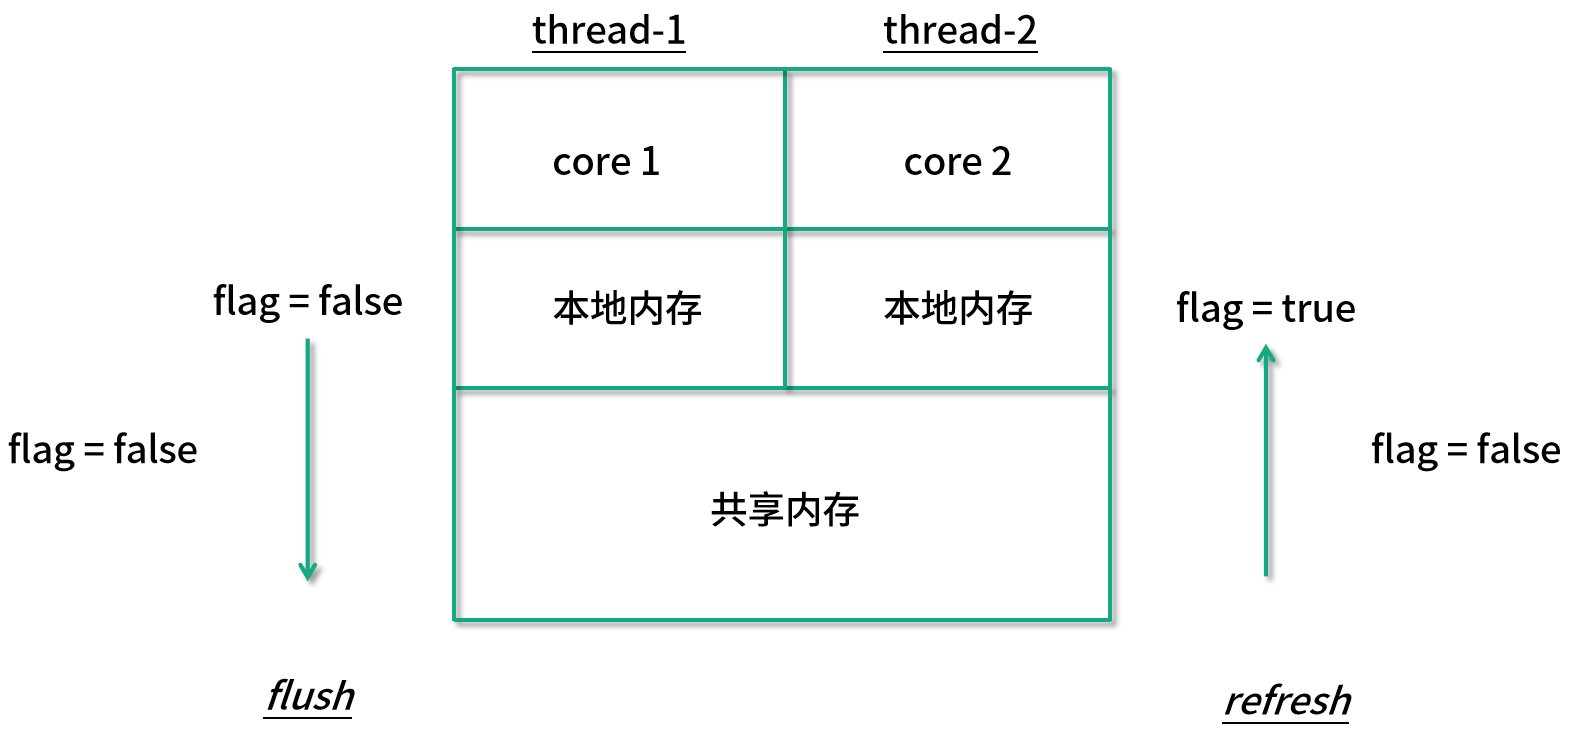 thread-1
thread-2
core 1
core 2
flag = false
本地内存
本地内存
flag = true
flag = false
flag = false
共享内存
flush
refresh